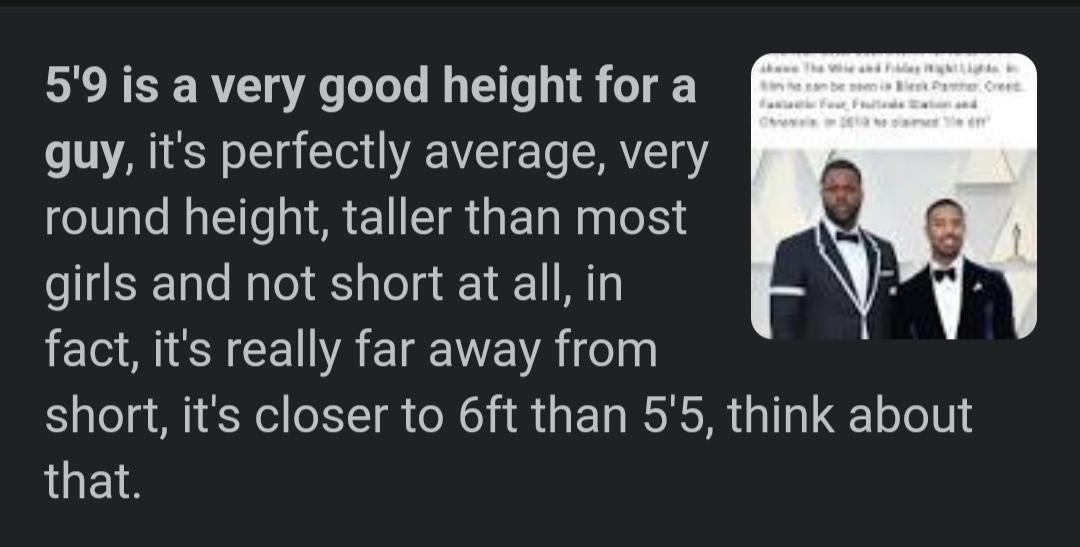 5'9 is a very good height for a
guy, it's perfectly average, very
round height, taller than most
girls and not short at all, in
fact, it's really far away from
short, it's closer to 6ft than 5'5, think about
that.
shows The Wire and Friday Night Lights. In
film he can be seen in Black Panther, Creed,
Fantastic Four, Fruitvale Station and
Chronicle. In 2018 he claimed "I'm 6ft"